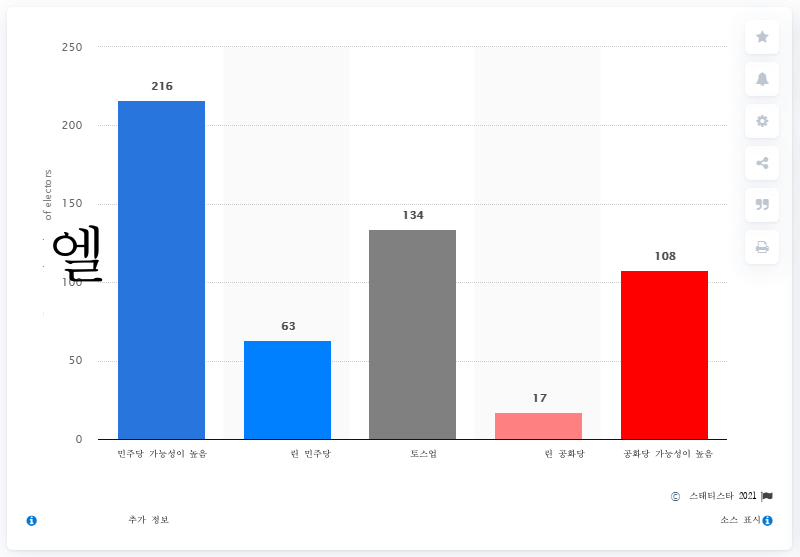 250
216
200
of electors
150
134
엘
108
100
63
50
17
0
민주당 가능성이 높음
린 민주당
토스업
린 공화당
공화당 가능성이 높음
© 스태티스타 2021
추가 정보
소스 표시